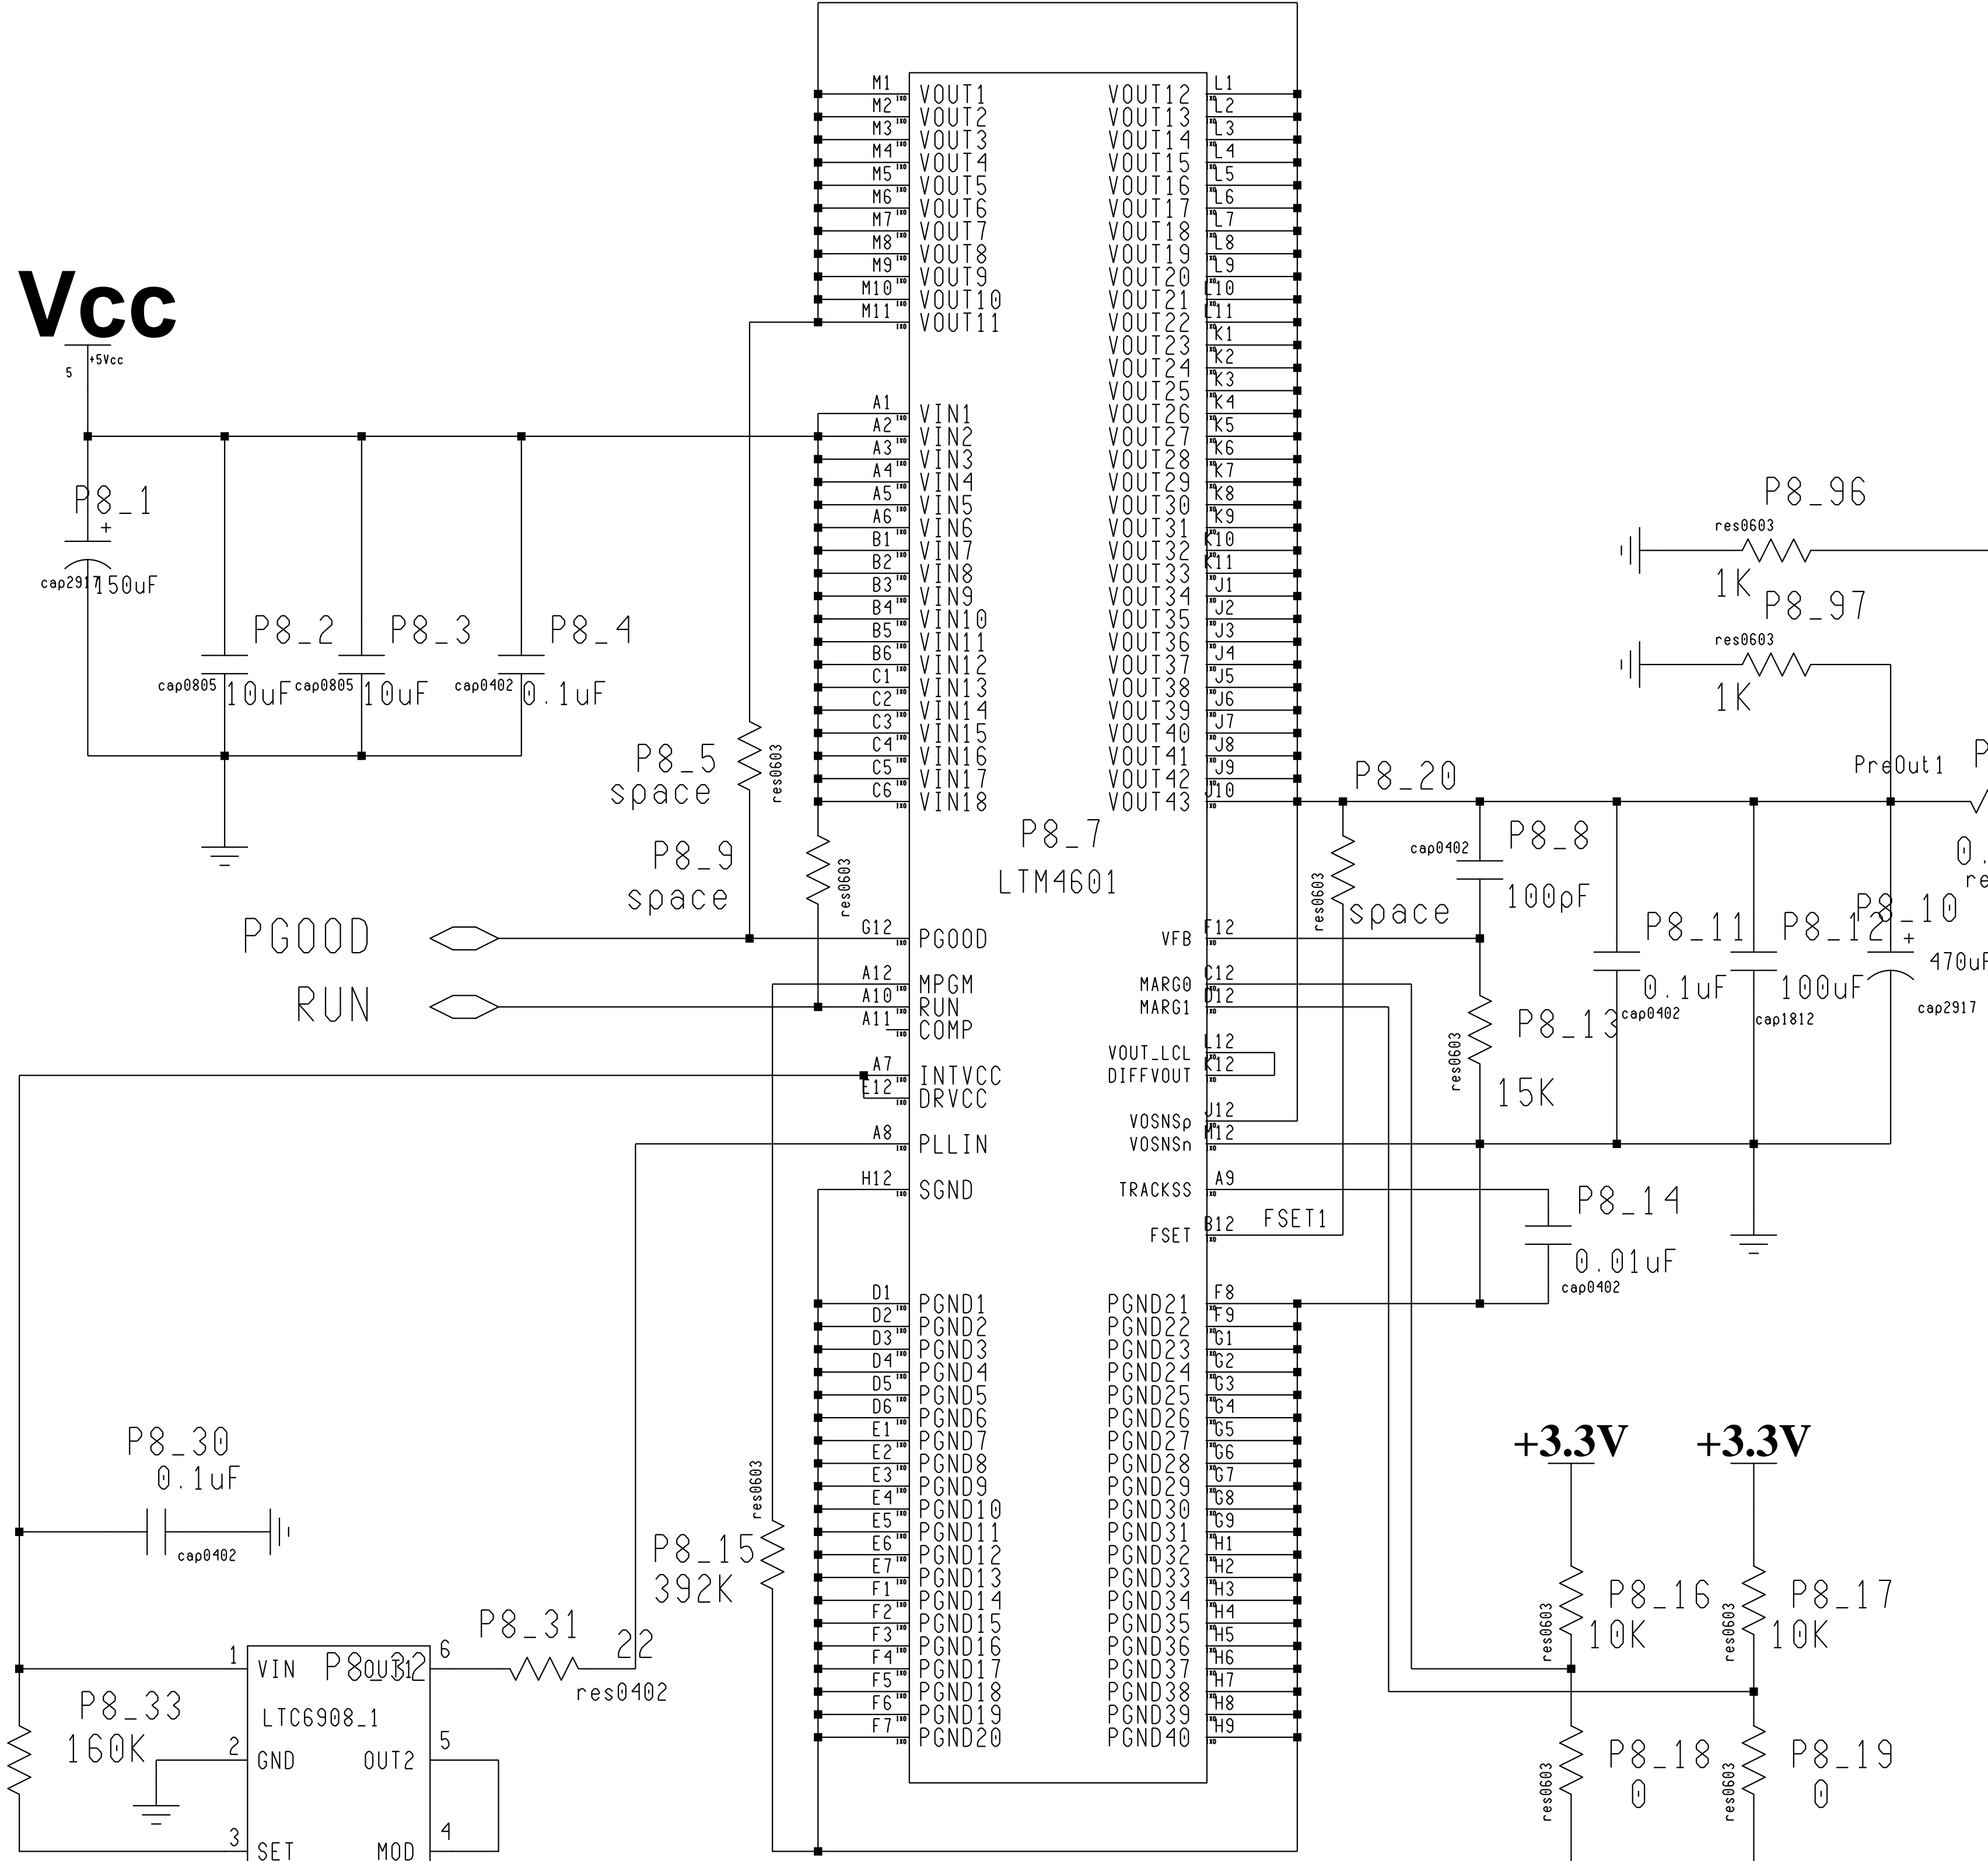 Vcc
+5Vcc
5
P8_1
+
cap2917
150uF
P8_2
cap0805
10uF
P8_3
cap0805
10uF
P8_4
cap0402
0.1uF
P8_5
space
res0603
P8_9
space
res0603
PGOOD
RUN
P8_7
LTM4601
M1 VOUT1
M2 VOUT2
M3 VOUT3
M4 VOUT4
M5 VOUT5
M6 VOUT6
M7 VOUT7
M8 VOUT8
M9 VOUT9
M10 VOUT10
M11 VOUT11
A1 VIN1
A2 VIN2
A3 VIN3
A4 VIN4
A5 VIN5
A6 VIN6
B1 VIN7
B2 VIN8
B3 VIN9
B4 VIN10
B5 VIN11
B6 VIN12
C1 VIN13
C2 VIN14
C3 VIN15
C4 VIN16
C5 VIN17
C6 VIN18
G12 PGOOD
A12 MPGM
A10 RUN
A11 COMP
A7 INTVCC
E12 DRVCC
A8 PLLIN
H12 SGND
D1 PGND1
D2 PGND2
D3 PGND3
D4 PGND4
D5 PGND5
D6 PGND6
E1 PGND7
E2 PGND8
E3 PGND9
E4 PGND10
E5 PGND11
E6 PGND12
E7 PGND13
F1 PGND14
F2 PGND15
F3 PGND16
F4 PGND17
F5 PGND18
F6 PGND19
F7 PGND20
VOUT12 L1
VOUT13 L2
VOUT14 L3
VOUT15 L4
VOUT16 L5
VOUT17 L6
VOUT18 L7
VOUT19 L8
VOUT20 L9
VOUT21 L10
VOUT22 L11
VOUT23 K1
VOUT24 K2
VOUT25 K3
VOUT26 K4
VOUT27 K5
VOUT28 K6
VOUT29 K7
VOUT30 K8
VOUT31 K9
VOUT32 K10
VOUT33 K11
VOUT34 J1
VOUT35 J2
VOUT36 J3
VOUT37 J4
VOUT38 J5
VOUT39 J6
VOUT40 J7
VOUT41 J8
VOUT42 J9
VOUT43 J10
VFB F12
MARG0 C12
MARG1 D12
VOUT_LCL L12
DIFFVOUT K12
VOSNSp J12
VOSNSn M12
TRACKSS A9
FSET B12
FSET1
PGND21 F8
PGND22 F9
PGND23 G1
PGND24 G2
PGND25 G3
PGND26 G4
PGND27 G5
PGND28 G6
PGND29 G7
PGND30 G8
PGND31 G9
PGND32 H1
PGND33 H2
PGND34 H3
PGND35 H4
PGND36 H5
PGND37 H6
PGND38 H7
PGND39 H8
PGND40 H9
P8_96
res0603
1K
P8_97
res0603
1K
PreOut1
P8_20
res0603
space
P8_8
cap0402
100pF
P8_11
0.1uF
cap0402
P8_12
100uF
cap1812
P8_10
+
470uF
cap2917
P8_13
res0603
15K
P8_14
0.01uF
cap0402
+3.3V
+3.3V
P8_16
10K
res0603
P8_17
10K
res0603
P8_18
0
res0603
P8_19
0
res0603
P8_30
0.1uF
cap0402
res0603
P8_15
392K
P8_31
22
res0402
P8_32
LTC6908_1
1 VIN
2 GND
3 SET
OUT1 6
OUT2 5
MOD 4
P8_33
160K